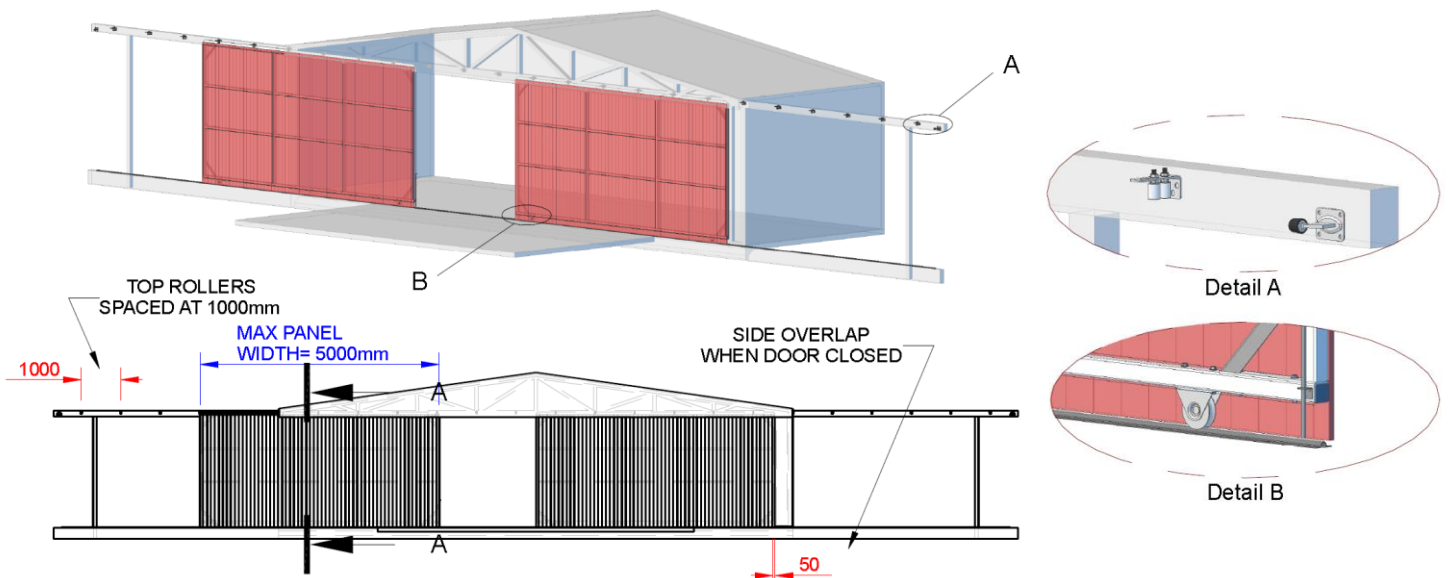 A
B
Detail A
Detail B
TOP ROLLERS
SPACED AT 1000mm
1000
MAX PANEL
WIDTH= 5000mm
A
SIDE OVERLAP
WHEN DOOR CLOSED
A
50